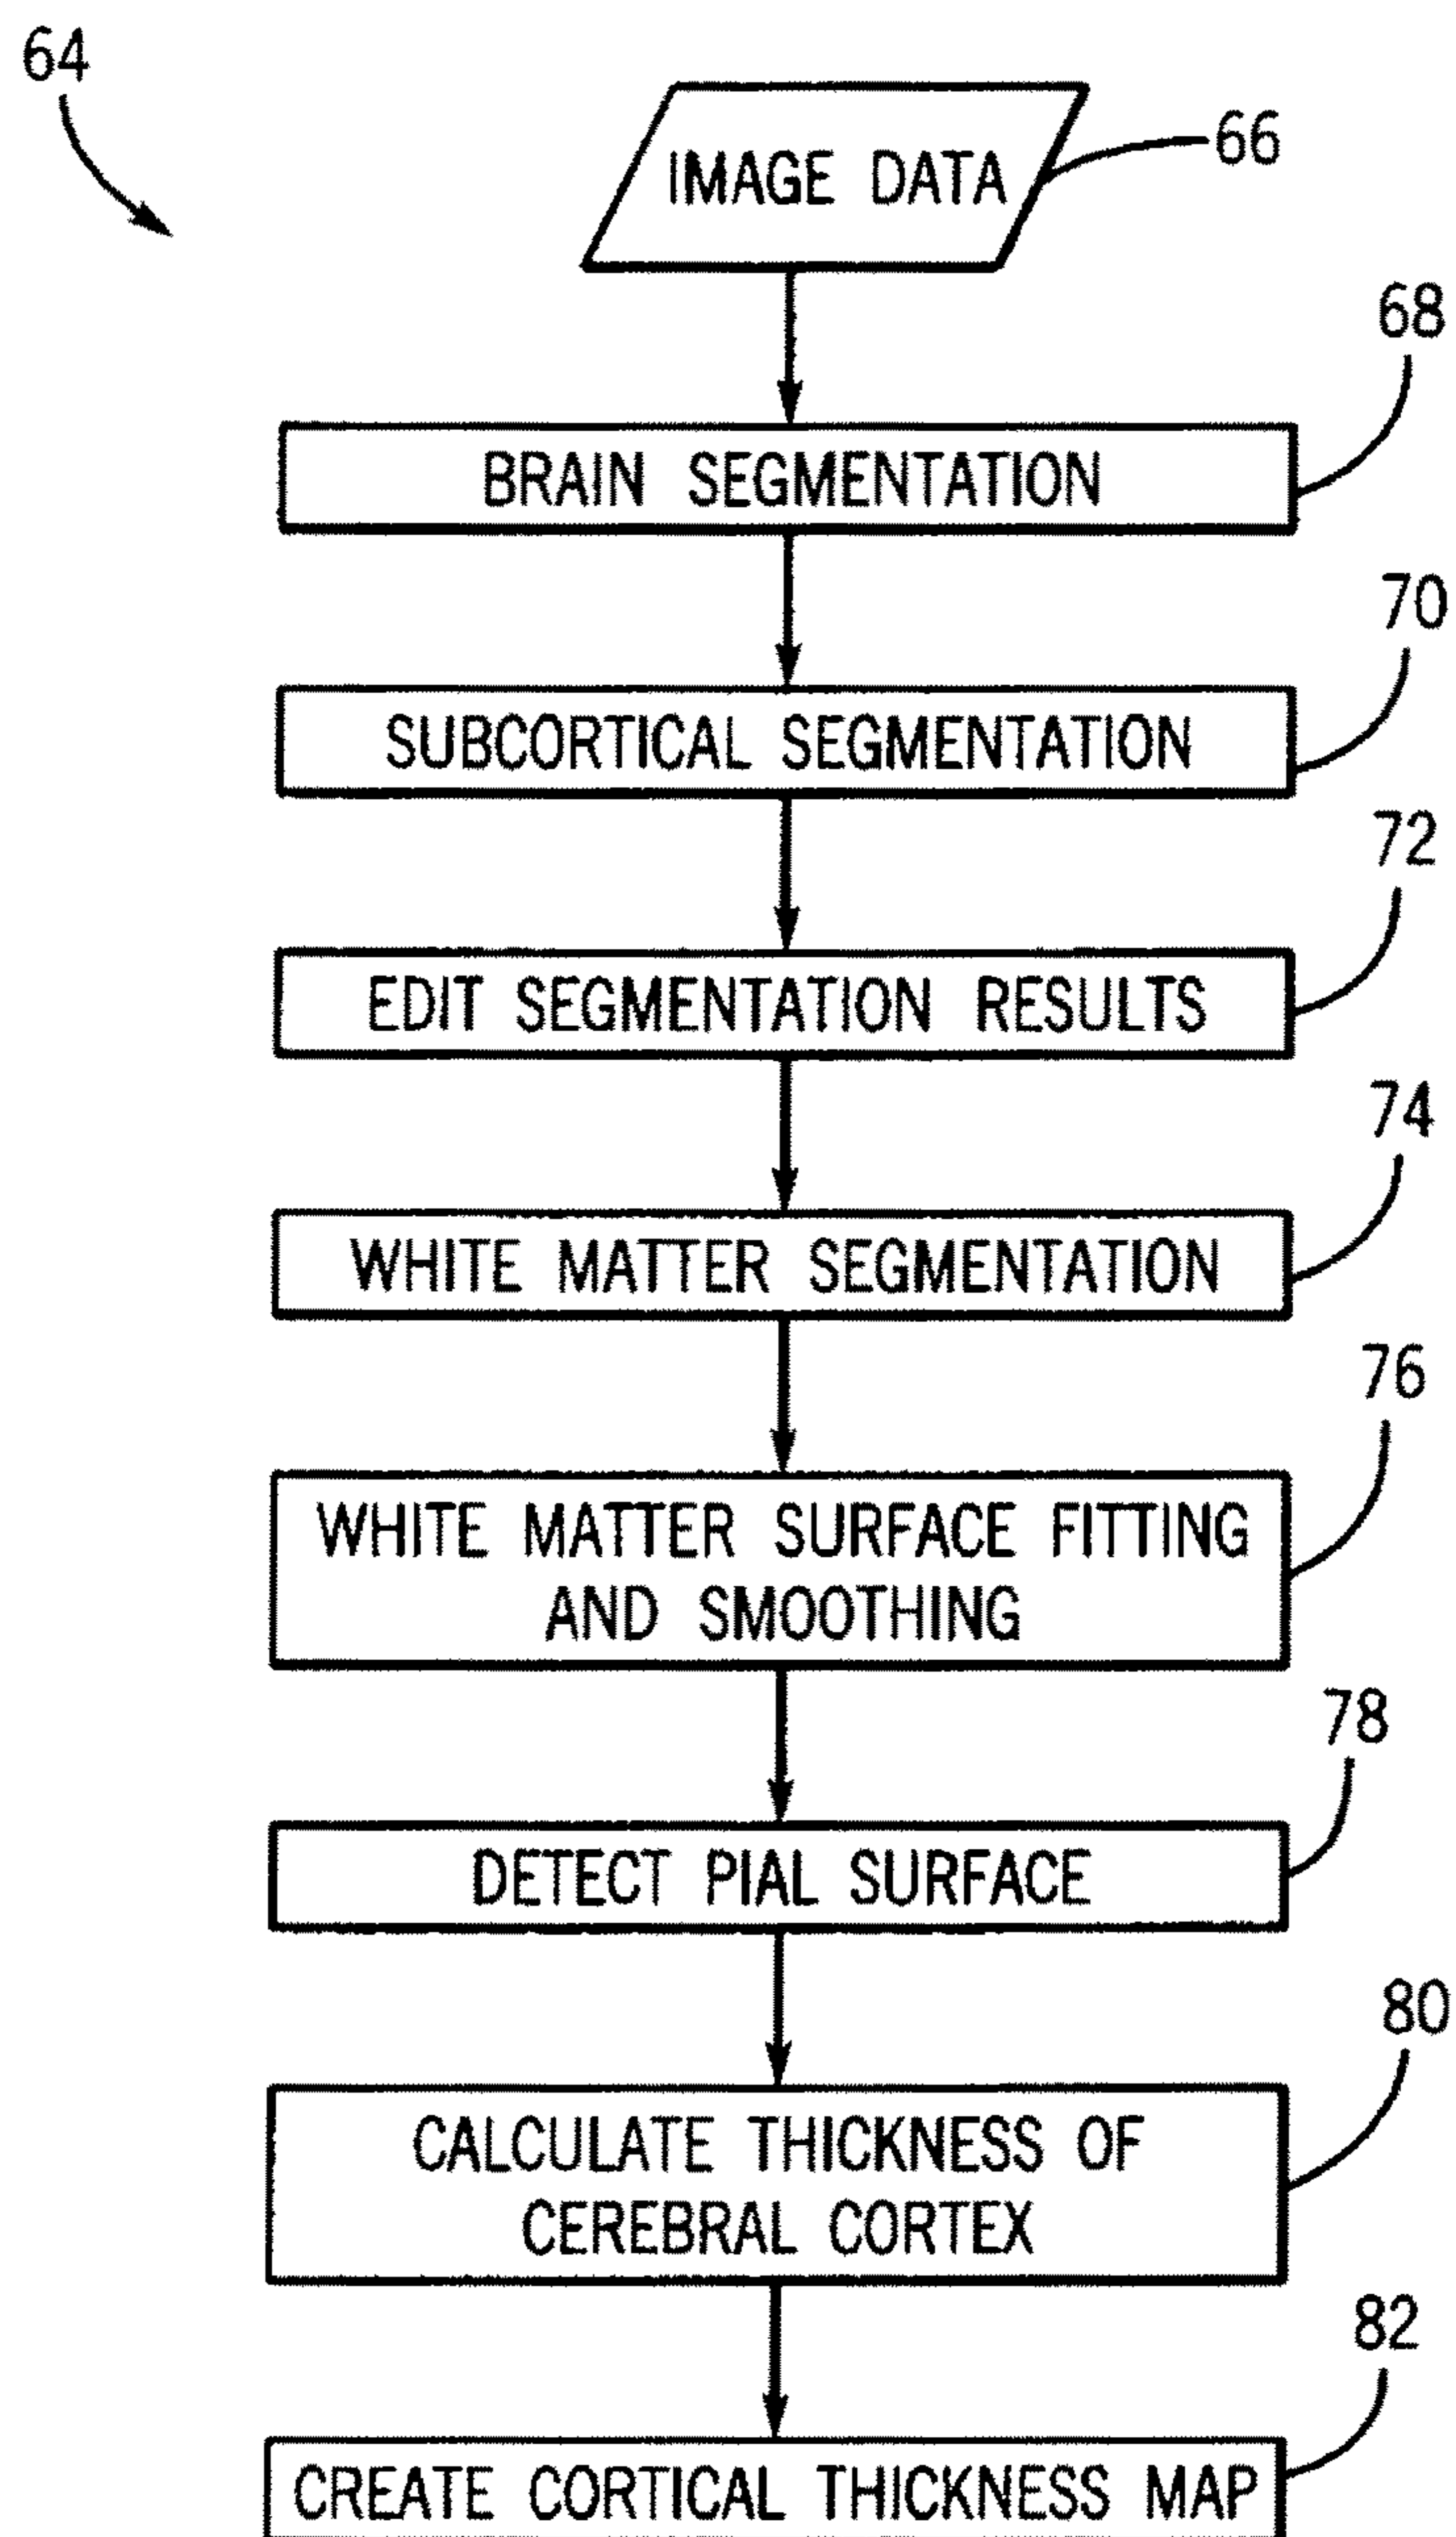 64
IMAGE DATA
66
68
BRAIN SEGMENTATION
70
SUBCORTICAL SEGMENTATION
72
EDIT SEGMENTATION RESULTS
74
WHITE MATTER SEGMENTATION
76
WHITE MATTER SURFACE FITTING
AND SMOOTHING
78
DETECT PIAL SURFACE
80
CALCULATE THICKNESS OF
CEREBRAL CORTEX
82
CREATE CORTICAL THICKNESS MAP